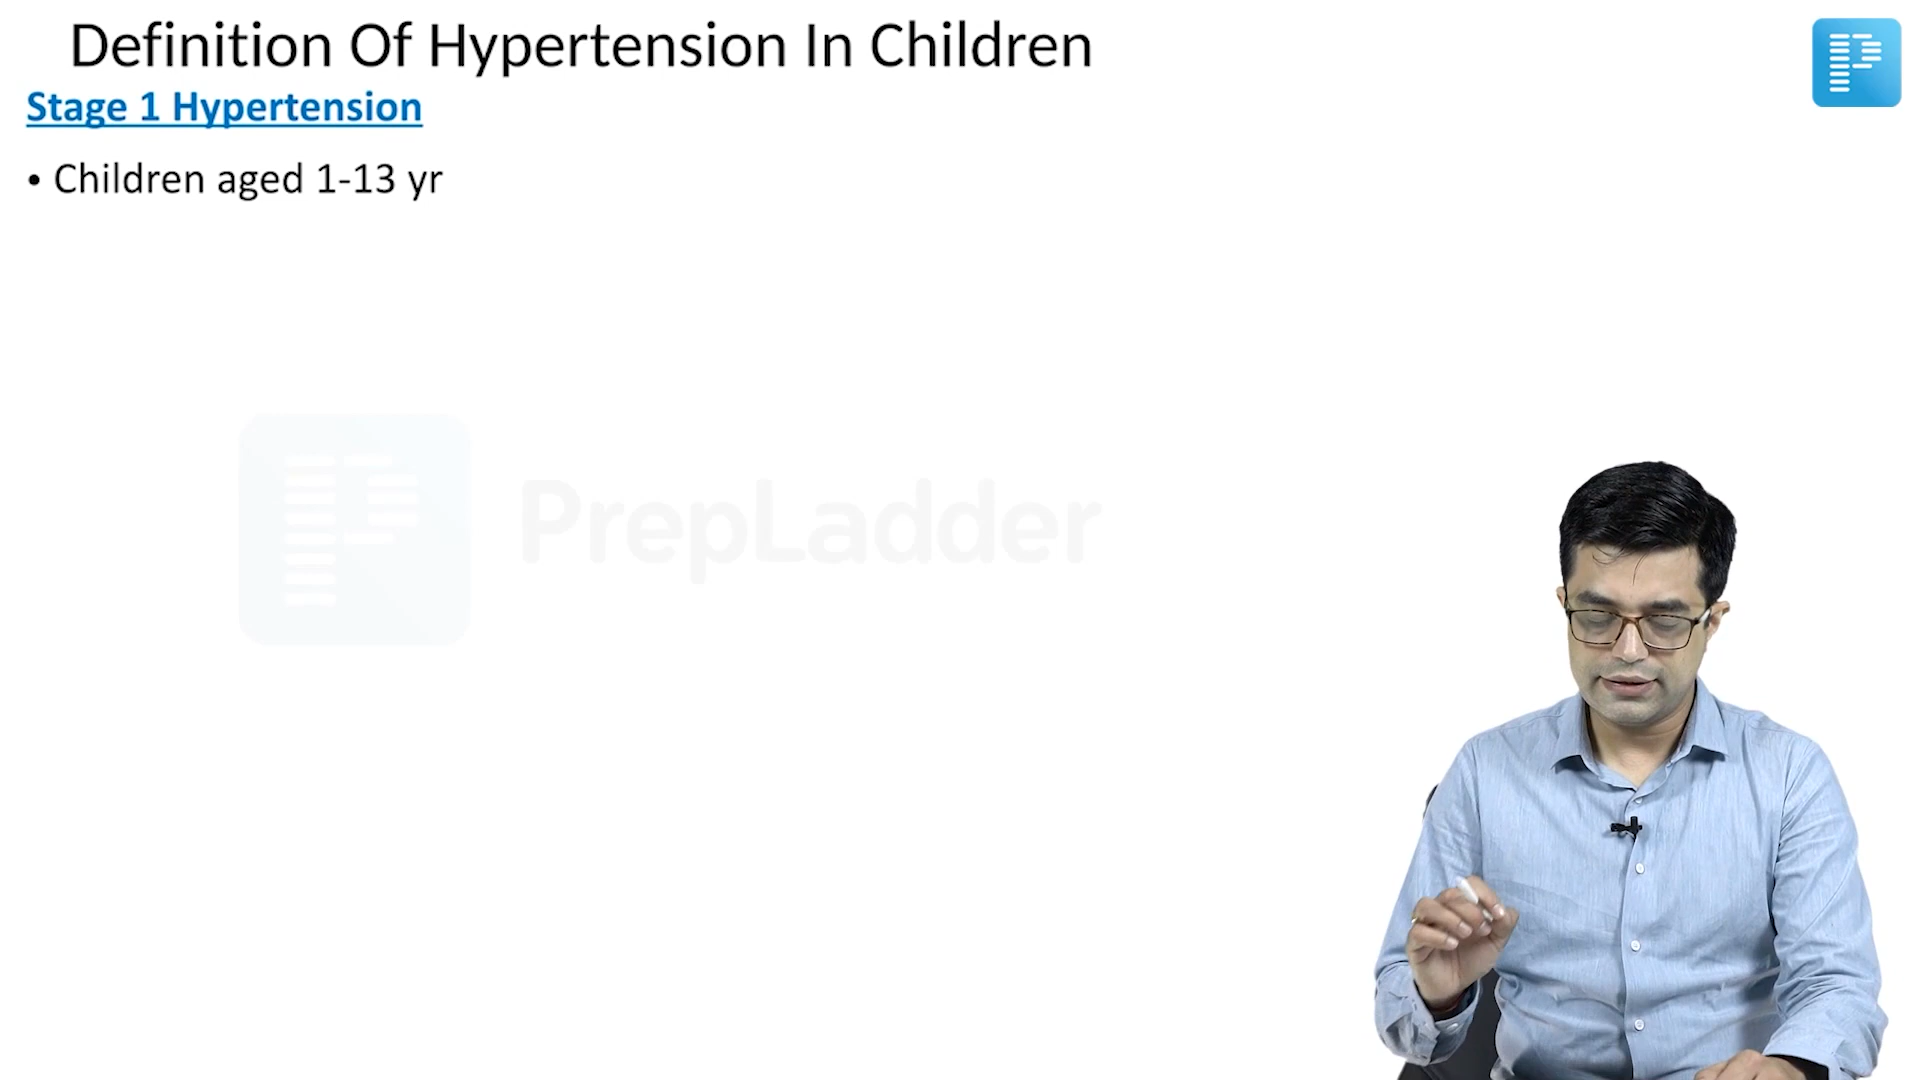 Definition Of Hypertension In Children
Stage 1 Hypertension
• Children aged 1-13 yr
PrepLadder